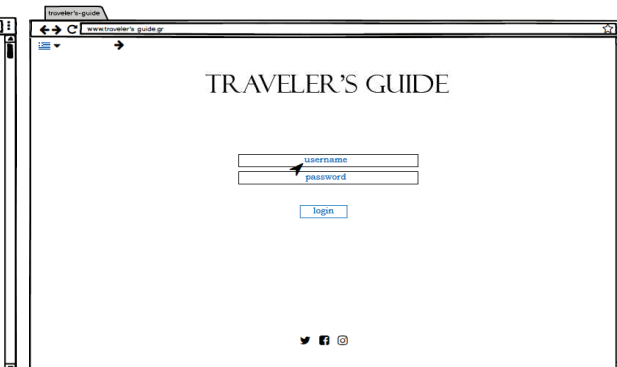 traveler's-guide
www.traveler's guide.gr
TRAVELER'S GUIDE
username
password
login